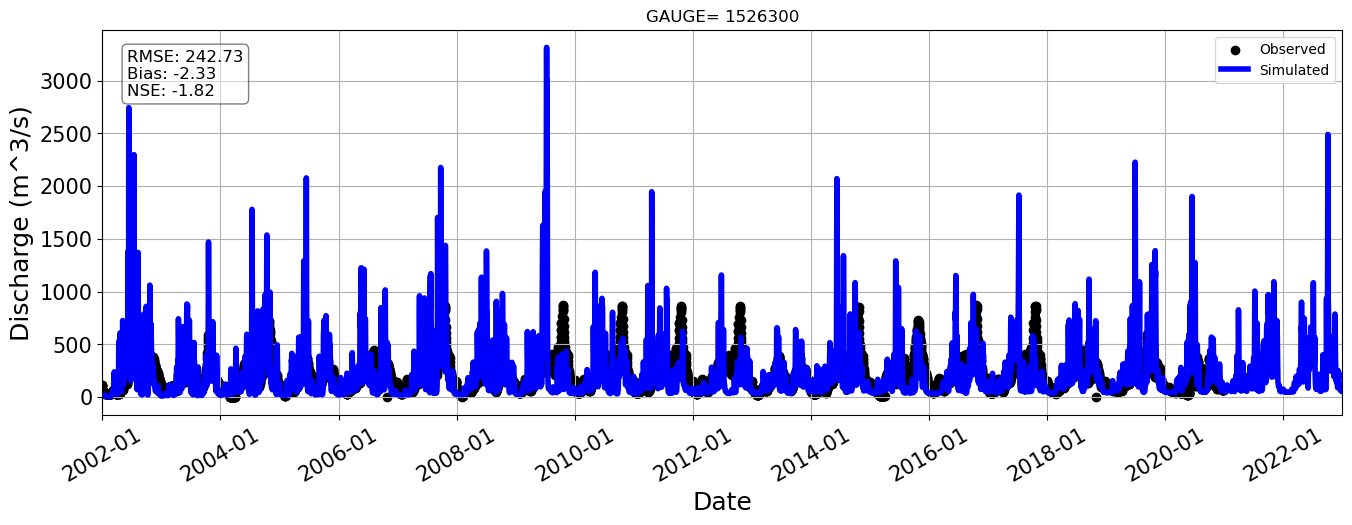 GAUGE= 1526300
RMSE: 242.73
Bias: -2.33
NSE: -1.82
Observed
Simulated
Discharge (m^3/s)
3000
2500
2000
1500
1000
500
0
2002-01
2004-01
2006-01
2008-01
2010-01
2012-01
2014-01
2016-01
2018-01
2020-01
2022-01
Date